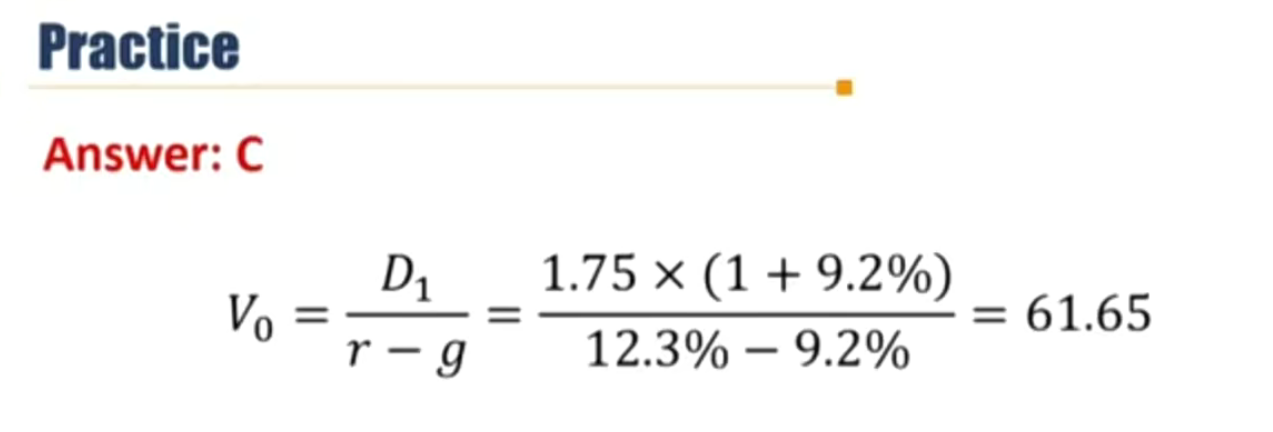 Practice
Answer: C
V₀ = D₁ / (r − g) = 1.75 × (1 + 9.2%) / (12.3% − 9.2%) = 61.65